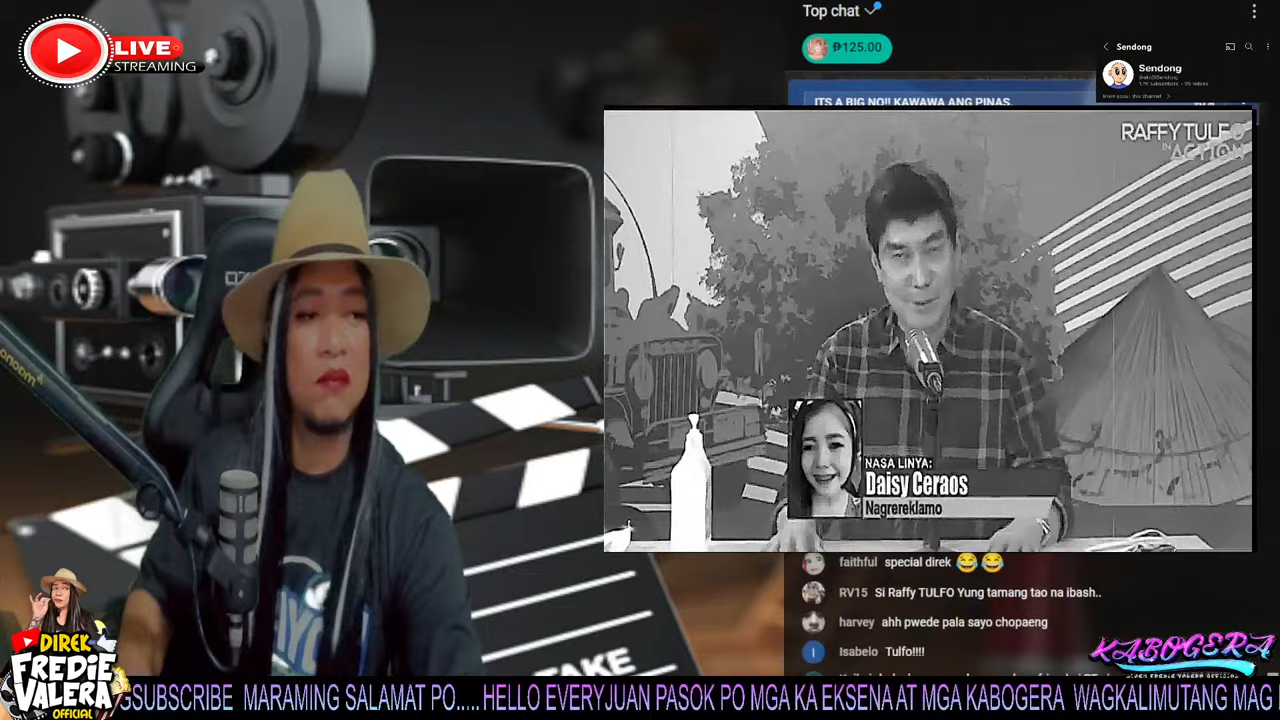 LIVE
STREAMING
Top chat
₱125.00
Sendong
Sendong
ITS A BIG NO!! KAWAWA ANG PINAS.
RAFFY TULFO
IN ACTION
NASA LINYA:
Daisy Ceraos
Nagrereklamo
faithful special direk 😂😂
RV15 Si Raffy TULFO Yung tamang tao na ibash..
harvey ahh pwede pala sayo chopaeng
I
Isabelo Tulfo!!!!
maono
TAKE
DIREK
FREDIE
VALERA
OFFICIAL
KABOGERA
SUBSCRIBE MARAMING SALAMAT PO.....HELLO EVERYJUAN PASOK PO MGA KA EKSENA AT MGA KABOGERA WAGKALIMUTANG MAG